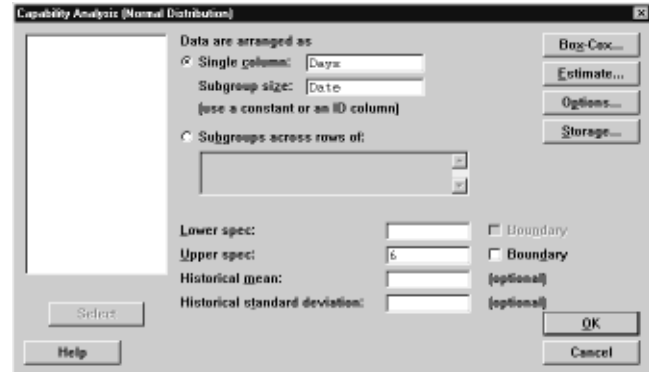 Capability Analysis (Normal Distribution)
Data are arranged as
Single column: Days
Subgroup size: Date
(use a constant or an ID column)
Subgroups across rows of:
Box-Cox...
Estimate...
Options...
Storage...
Lower spec:
Boundary
Upper spec: 6
Boundary
Historical mean:
(optional)
Historical standard deviation:
(optional)
Select
Help
OK
Cancel